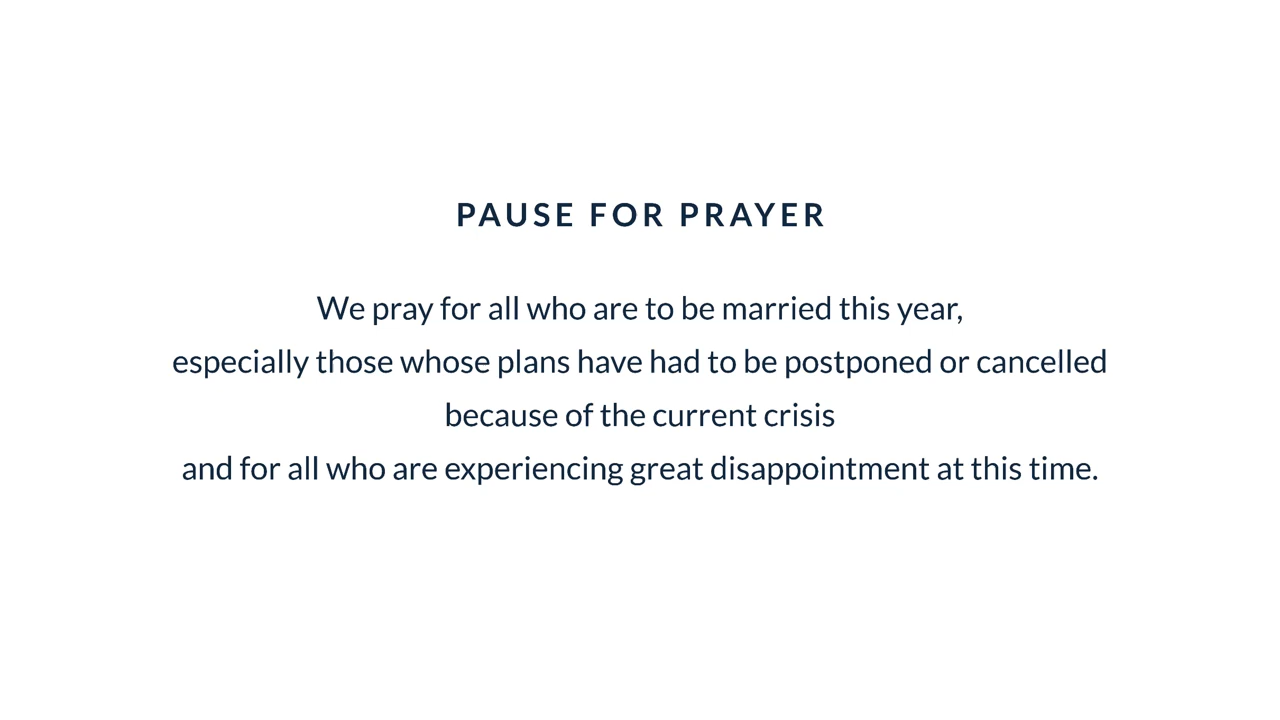 PAUSE FOR PRAYER
We pray for all who are to be married this year,
especially those whose plans have had to be postponed or cancelled
because of the current crisis
and for all who are experiencing great disappointment at this time.